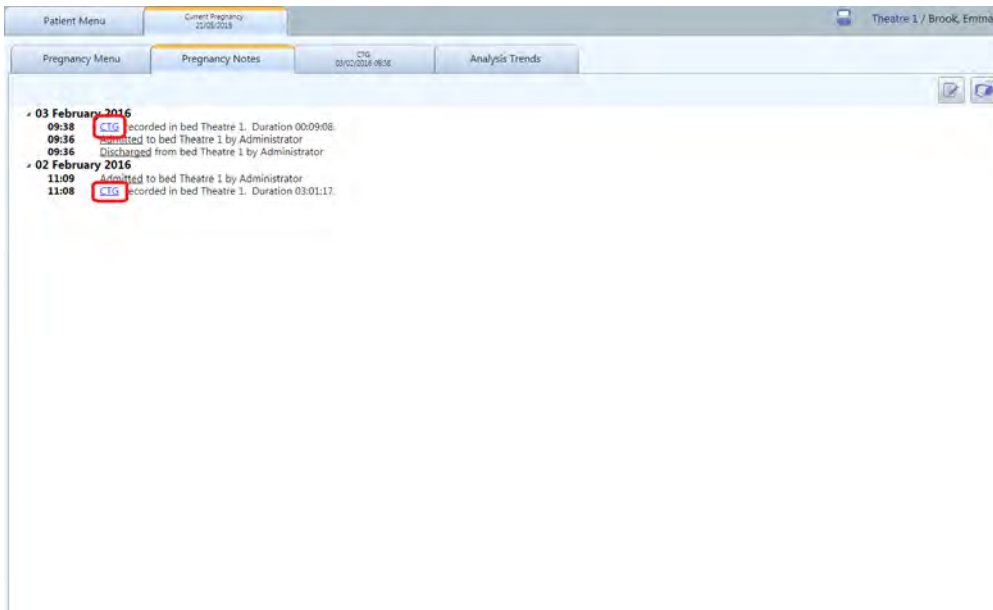 Patient Menu
Current Pregnancy
Theatre 1 / Brook, Emma
Pregnancy Menu
Pregnancy Notes
CTG
03/02/2016 09:38
Analysis Trends
03 February 2016
09:38 CTG recorded in bed Theatre 1. Duration 00:09:08.
09:36 Admitted to bed Theatre 1 by Administrator
09:36 Discharged from bed Theatre 1 by Administrator
02 February 2016
11:09 Admitted to bed Theatre 1 by Administrator
11:08 CTG recorded in bed Theatre 1. Duration 03:01:17.